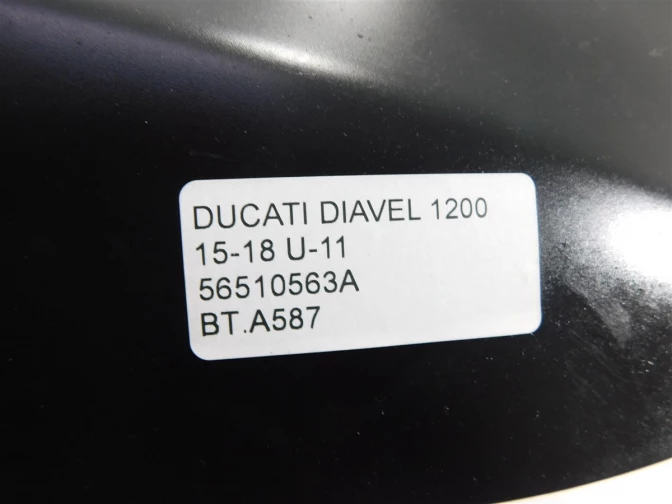 DUCATI DIAVEL 1200
15-18 U-11
56510563A
BT.A587